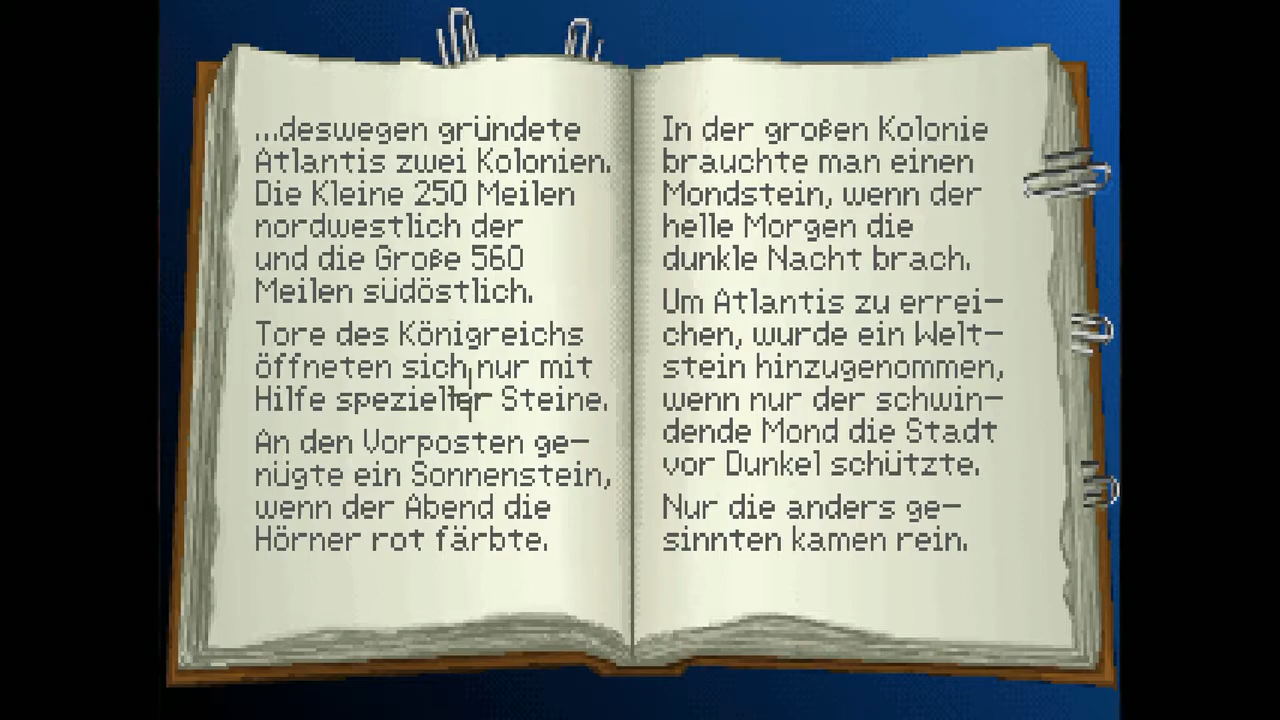 ...deswegen gründete
Atlantis zwei Kolonien.
Die Kleine 250 Meilen
nordwestlich der
und die Große 560
Meilen südöstlich.
Tore des Königreichs
öffneten sich nur mit
Hilfe spezieller Steine.
An den Vorposten ge-
nügte ein Sonnenstein,
wenn der Abend die
Hörner rot färbte.
In der großen Kolonie
brauchte man einen
Mondstein, wenn der
helle Morgen die
dunkle Nacht brach.
Um Atlantis zu errei-
chen, wurde ein Welt-
stein hinzugenommen,
wenn nur der schwin-
dende Mond die Stadt
vor Dunkel schützte.
Nur die anders ge-
sinnten kamen rein.